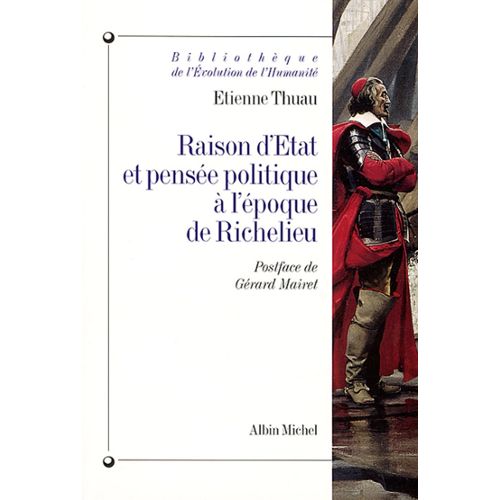 Bibliothèque
de l'Évolution de l'Humanité
Etienne Thuau
Raison d'Etat
et pensée politique
à l'époque
de Richelieu
Postface de
Gérard Mairet
Albin Michel